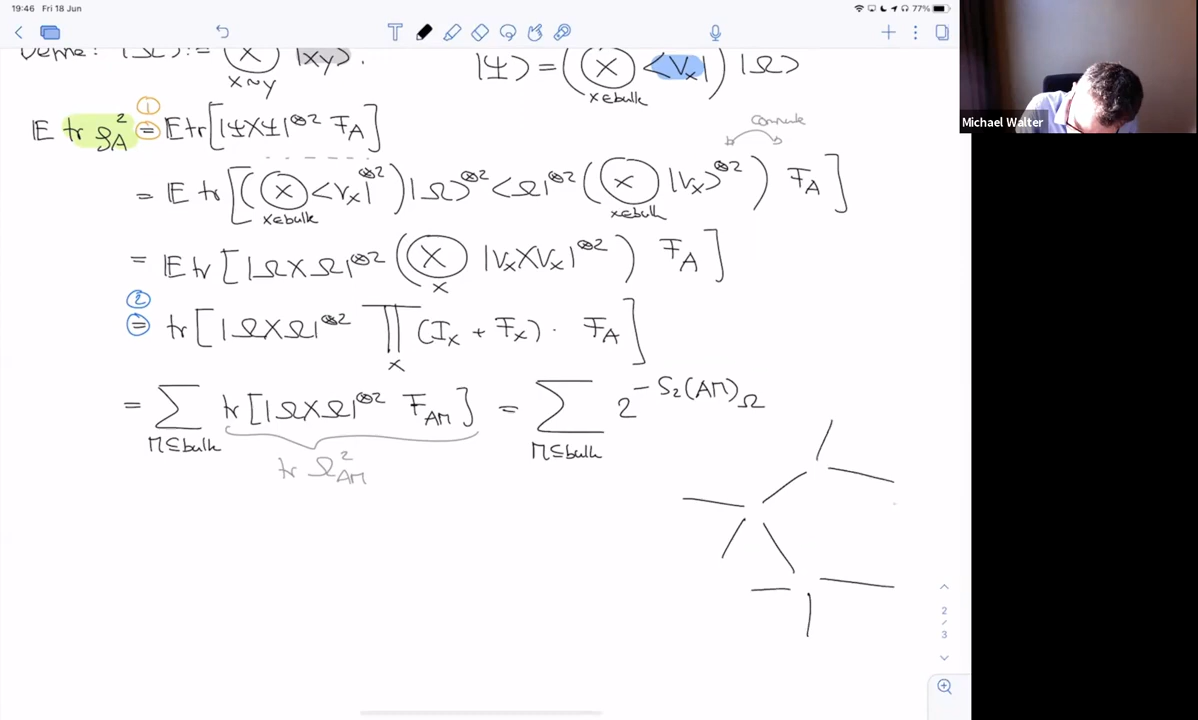 19:46 Fri 18 Jun
77%
Define: |Ω⟩ := ⊗_{x~y} |xy⟩. |Ψ⟩ = (⊗_{x∈bulk} ⟨V_x|) |Ω⟩
Michael Walter
𝔼 tr ρ_A^2 =^① 𝔼 tr[|Ψ⟩⟨Ψ|^{⊗2} F_A]
commute
= 𝔼 tr[(⊗_{x∈bulk} ⟨V_x|^{⊗2}) |Ω⟩^{⊗2} ⟨Ω|^{⊗2} (⊗_{x∈bulk} |V_x⟩^{⊗2}) F_A]
= 𝔼 tr[|Ω⟩⟨Ω|^{⊗2} (⊗_x |V_x⟩⟨V_x|^{⊗2}) F_A]
=^② tr[|Ω⟩⟨Ω|^{⊗2} ∏_x (I_x + F_x) · F_A]
= ∑_{Γ⊆bulk} tr[|Ω⟩⟨Ω|^{⊗2} F_{AΓ}] = ∑_{Γ⊆bulk} 2^{-S_2(AΓ)_Ω}
tr Ω_{AΓ}^2
2
/
3